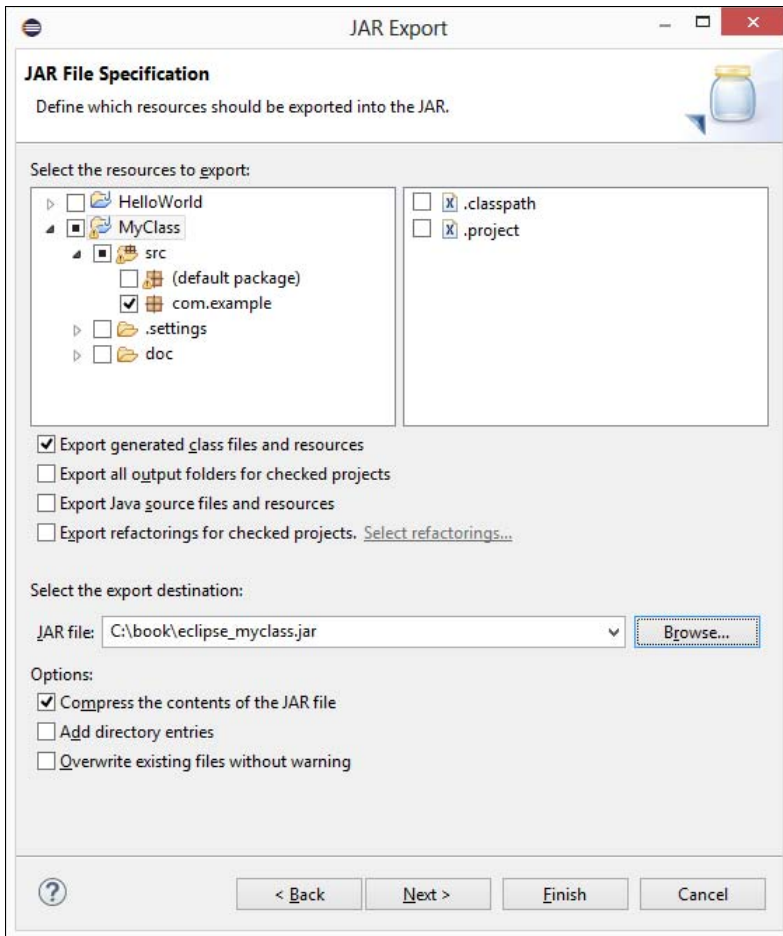 JAR Export
JAR File Specification
Define which resources should be exported into the JAR.
Select the resources to export:
HelloWorld
MyClass
src
(default package)
com.example
.settings
doc
.classpath
.project
Export generated class files and resources
Export all output folders for checked projects
Export Java source files and resources
Export refactorings for checked projects. Select refactorings...
Select the export destination:
JAR file: C:\book\eclipse_myclass.jar Browse...
Options:
Compress the contents of the JAR file
Add directory entries
Overwrite existing files without warning
? < Back Next > Finish Cancel